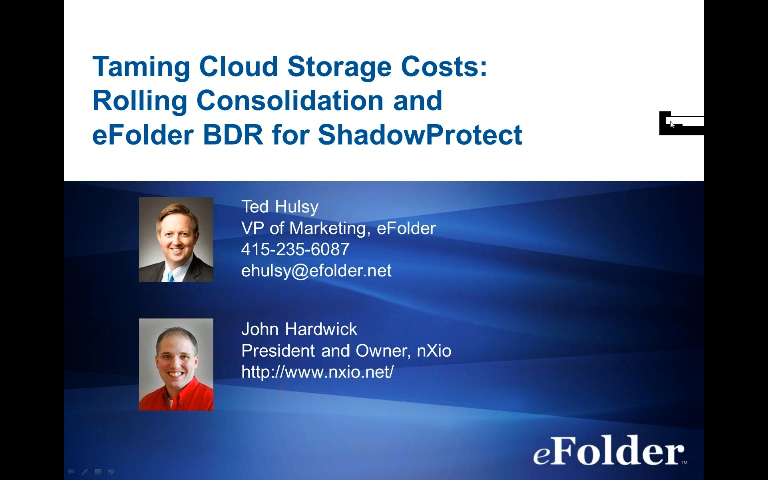 Taming Cloud Storage Costs:
Rolling Consolidation and
eFolder BDR for ShadowProtect
Ted Hulsy
VP of Marketing, eFolder
415-235-6087
ehulsy@efolder.net
John Hardwick
President and Owner, nXio
http://www.nxio.net/
eFolder™